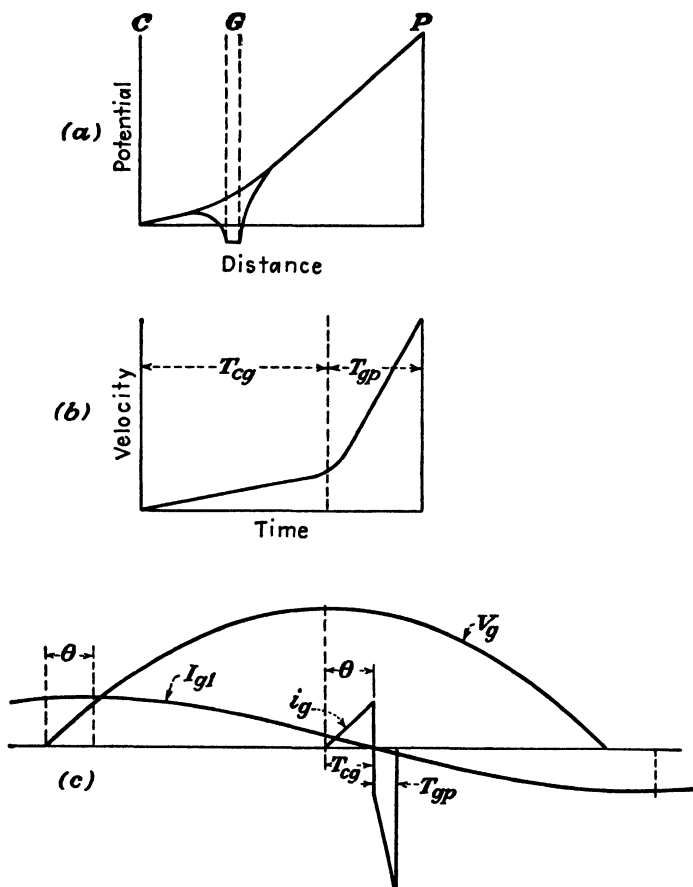 C G P
(a)
Potential
Distance
(b)
Velocity
T_cg T_gp
Time
θ I_g1 θ i_g V_g
(c)
T_cg T_gp